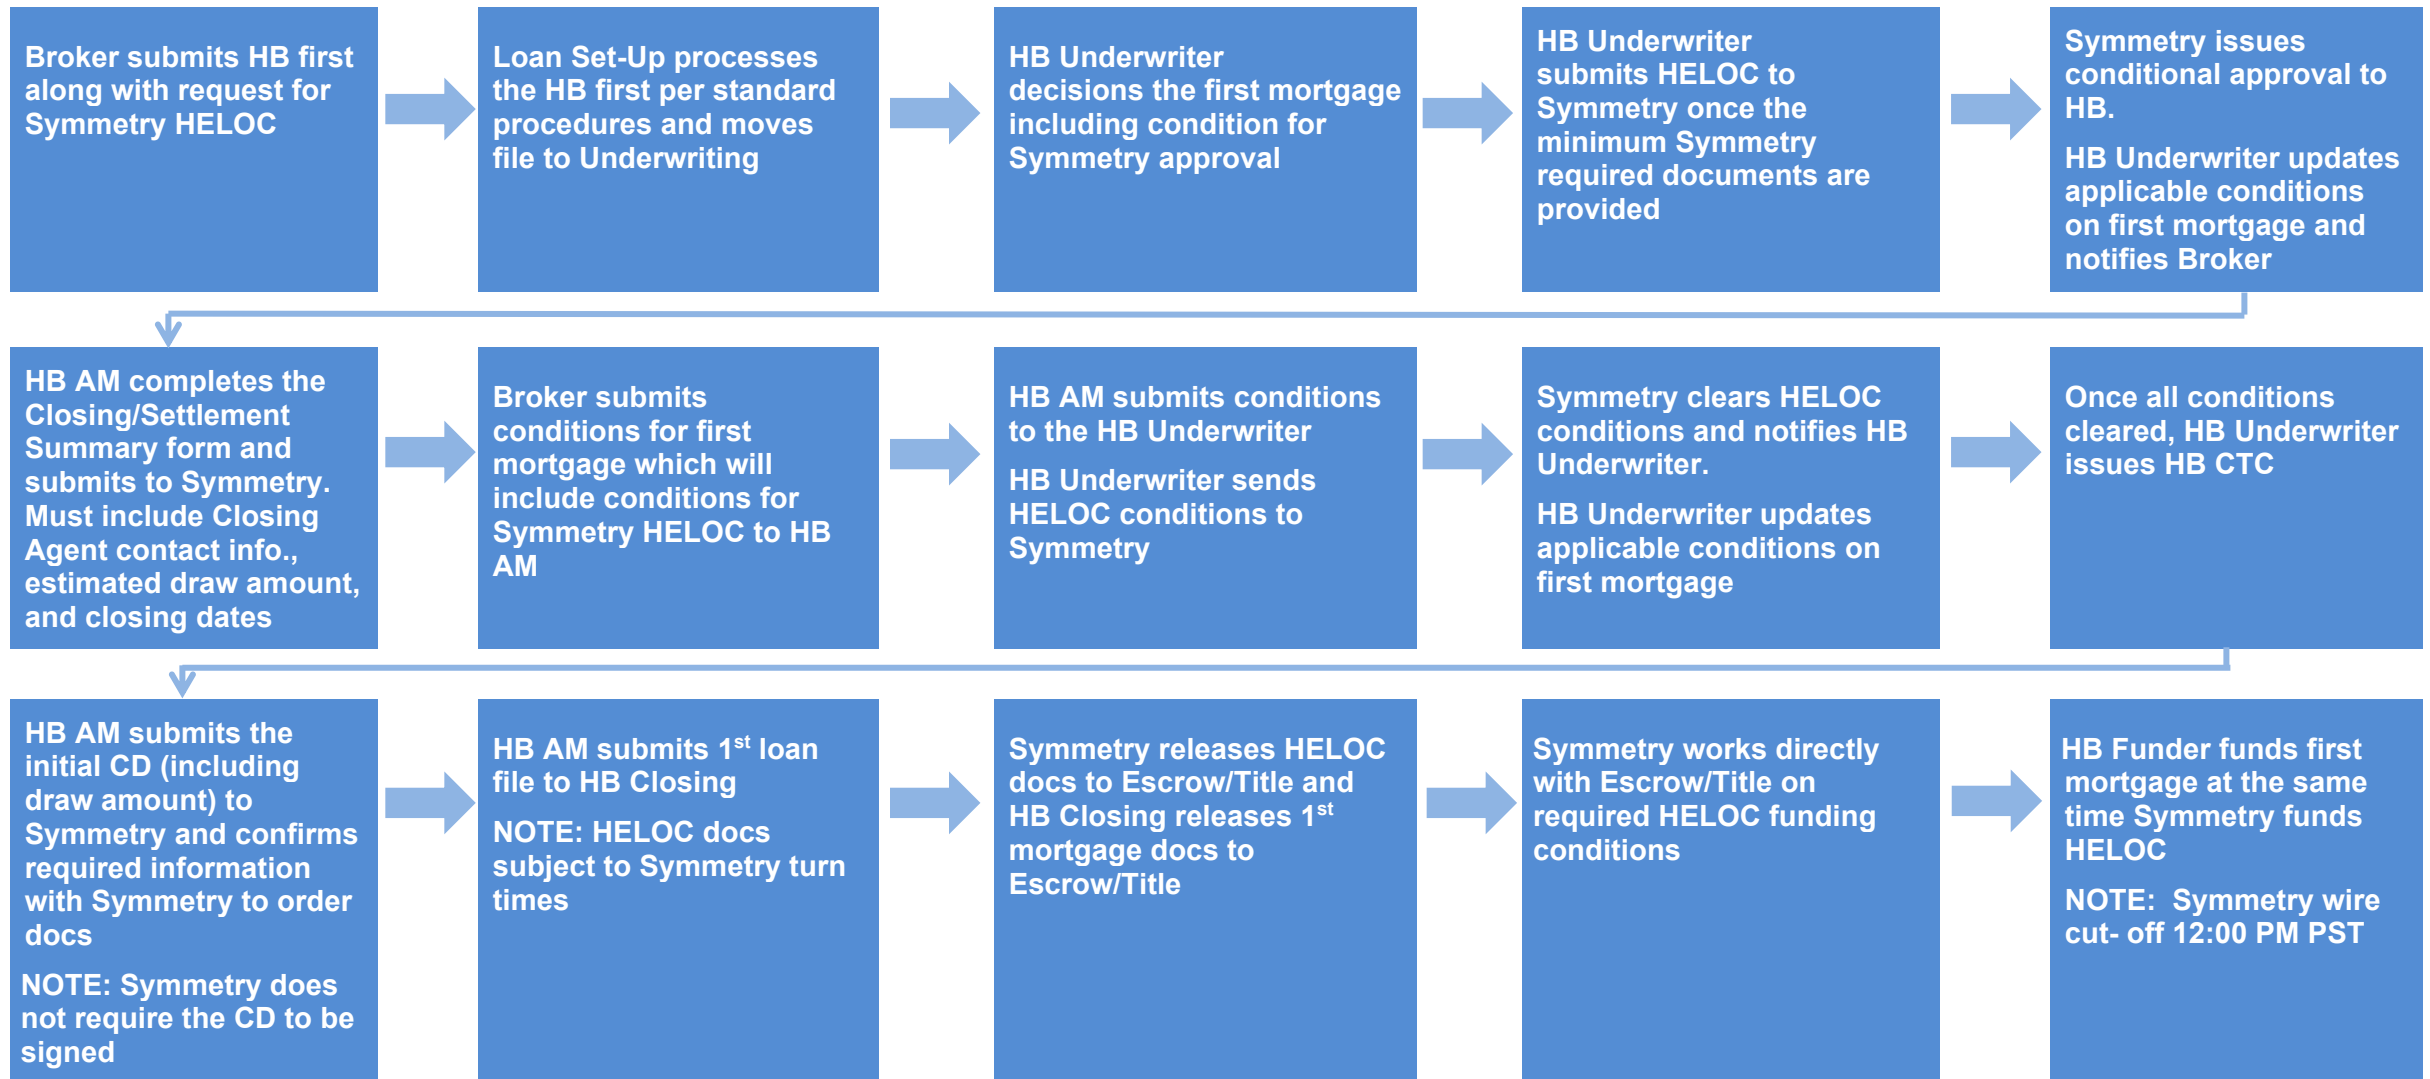 Broker submits HB first
along with request for
Symmetry HELOC
Loan Set-Up processes
the HB first per standard
procedures and moves
file to Underwriting
HB Underwriter
decisions the first mortgage
including condition for
Symmetry approval
HB Underwriter
submits HELOC to
Symmetry once the
minimum Symmetry
required documents are
provided
Symmetry issues
conditional approval to
HB.
HB Underwriter updates
applicable conditions
on first mortgage and
notifies Broker
HB AM completes the
Closing/Settlement
Summary form and
submits to Symmetry.
Must include Closing
Agent contact info.,
estimated draw amount,
and closing dates
Broker submits
conditions for first
mortgage which will
include conditions for
Symmetry HELOC to HB
AM
HB AM submits conditions
to the HB Underwriter
HB Underwriter sends
HELOC conditions to
Symmetry
Symmetry clears HELOC
conditions and notifies HB
Underwriter.
HB Underwriter updates
applicable conditions on
first mortgage
Once all conditions
cleared, HB Underwriter
issues HB CTC
HB AM submits the
initial CD (including
draw amount) to
Symmetry and confirms
required information
with Symmetry to order
docs
NOTE: Symmetry does
not require the CD to be
signed
HB AM submits 1st loan
file to HB Closing
NOTE: HELOC docs
subject to Symmetry turn
times
Symmetry releases HELOC
docs to Escrow/Title and
HB Closing releases 1st
mortgage docs to
Escrow/Title
Symmetry works directly
with Escrow/Title on
required HELOC funding
conditions
HB Funder funds first
mortgage at the same
time Symmetry funds
HELOC
NOTE:  Symmetry wire
cut- off 12:00 PM PST